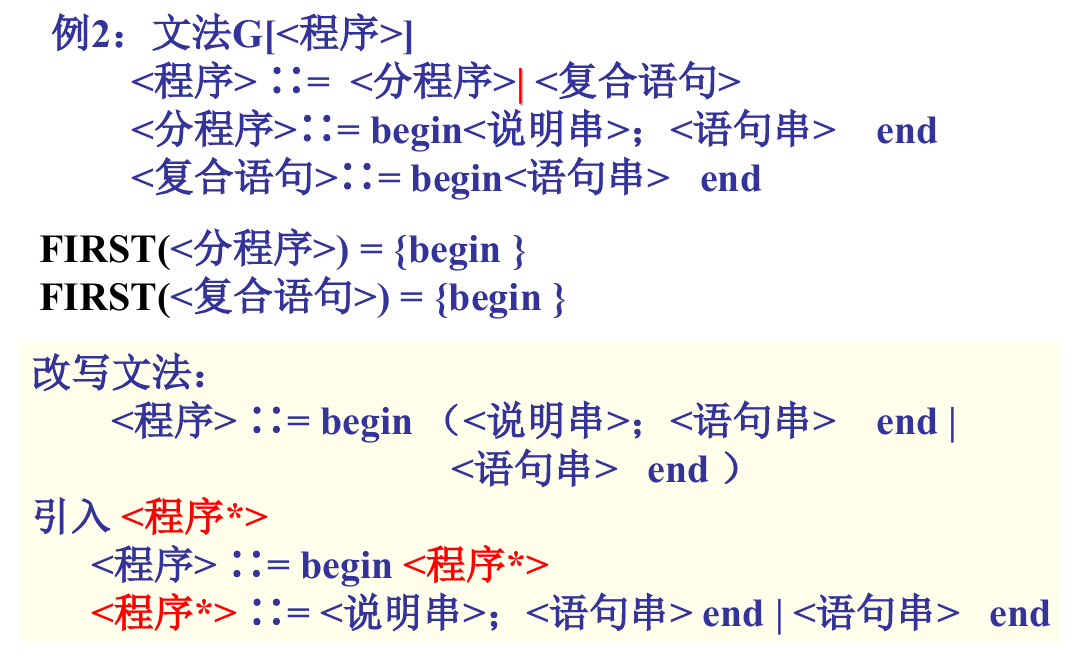 例2：文法G[<程序>]
<程序> ∷= <分程序>| <复合语句>
<分程序>∷= begin<说明串>；<语句串> end
<复合语句>∷= begin<语句串> end
FIRST(<分程序>) = {begin }
FIRST(<复合语句>) = {begin }
改写文法：
<程序> ∷= begin （<说明串>；<语句串> end |
<语句串> end ）
引入 <程序*>
<程序> ∷= begin <程序*>
<程序*> ∷= <说明串>；<语句串> end | <语句串> end